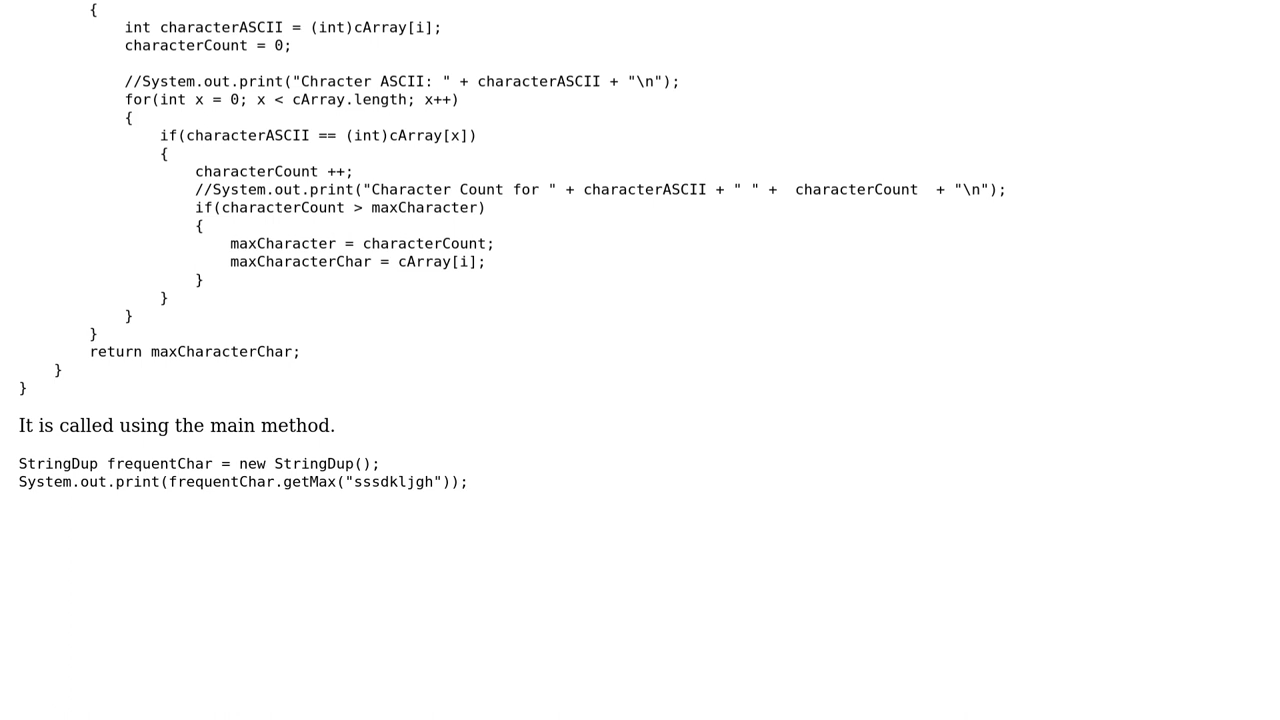 {
            int characterASCII = (int)cArray[i];
            characterCount = 0;

            //System.out.print("Chracter ASCII: " + characterASCII + "\n");
            for(int x = 0; x < cArray.length; x++)
            {
                if(characterASCII == (int)cArray[x])
                {
                    characterCount ++;
                    //System.out.print("Character Count for " + characterASCII + " " +  characterCount  + "\n");
                    if(characterCount > maxCharacter)
                    {
                        maxCharacter = characterCount;
                        maxCharacterChar = cArray[i];
                    }
                }
            }
        }
        return maxCharacterChar;
    }
}
It is called using the main method.
StringDup frequentChar = new StringDup();
System.out.print(frequentChar.getMax("sssdkljgh"));